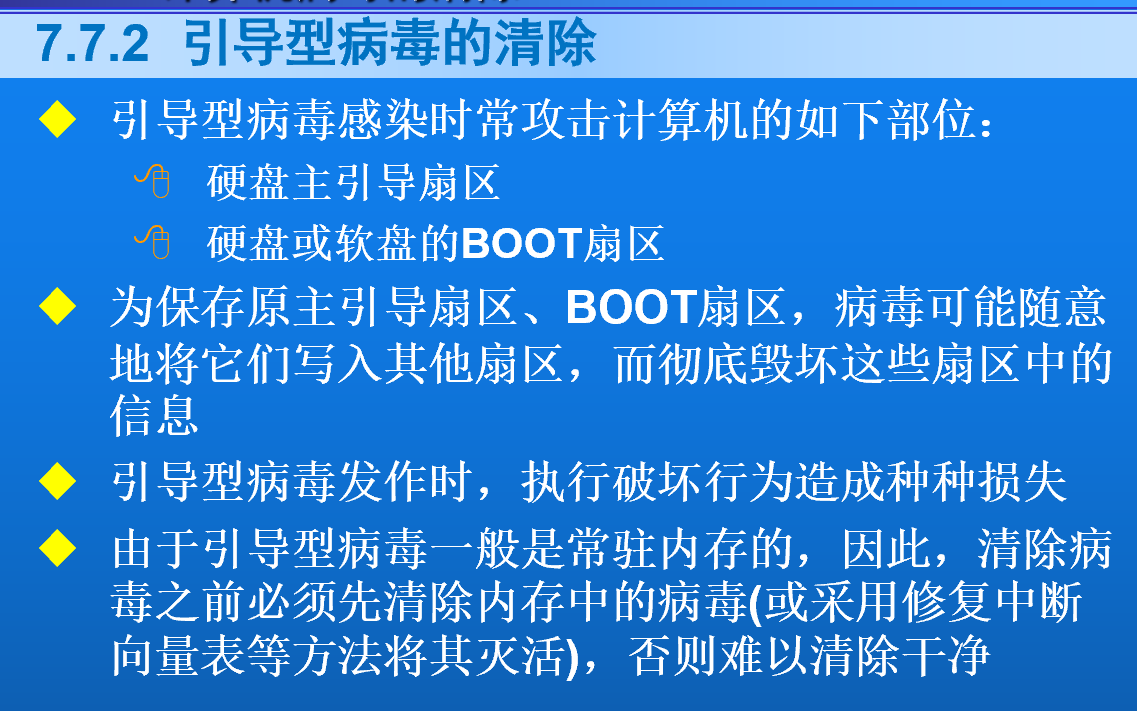 7.7.2 引导型病毒的清除
引导型病毒感染时常攻击计算机的如下部位：
硬盘主引导扇区
硬盘或软盘的BOOT扇区
为保存原主引导扇区、BOOT扇区，病毒可能随意
地将它们写入其他扇区，而彻底毁坏这些扇区中的
信息
引导型病毒发作时，执行破坏行为造成种种损失
由于引导型病毒一般是常驻内存的，因此，清除病
毒之前必须先清除内存中的病毒(或采用修复中断
向量表等方法将其灭活)，否则难以清除干净